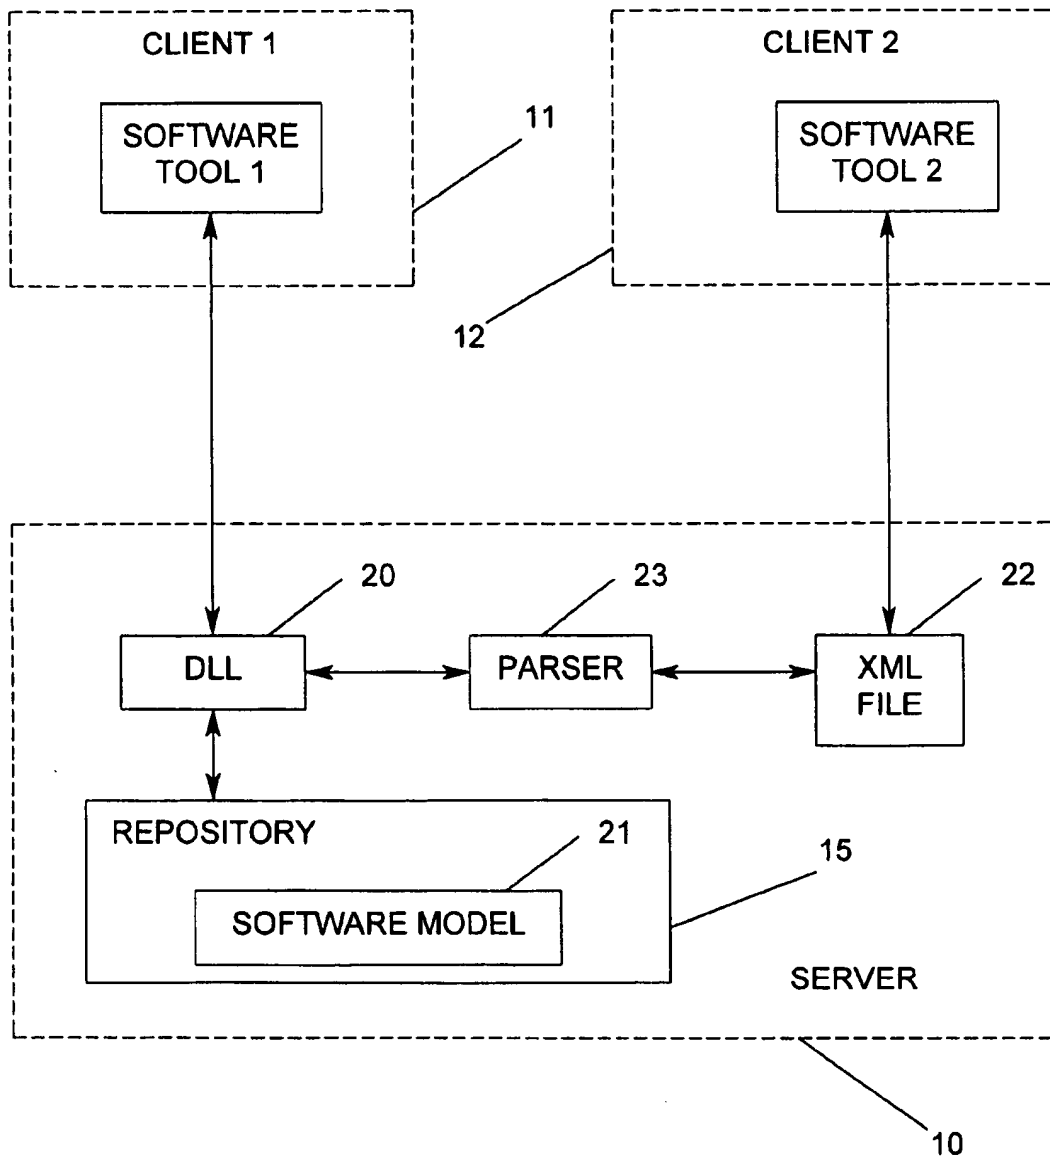 CLIENT 1
CLIENT 2
SOFTWARE
TOOL 1
11
SOFTWARE
TOOL 2
12
20
23
22
DLL
PARSER
XML
FILE
REPOSITORY
21
15
SOFTWARE MODEL
SERVER
10